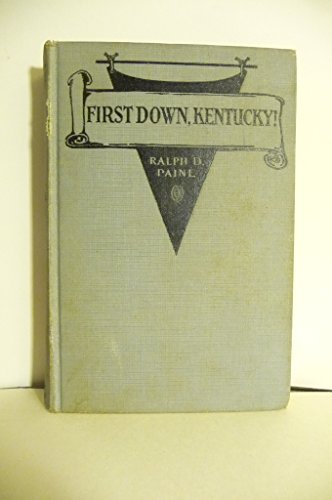 FIRST DOWN, KENTUCKY!
RALPH D.
PAINE